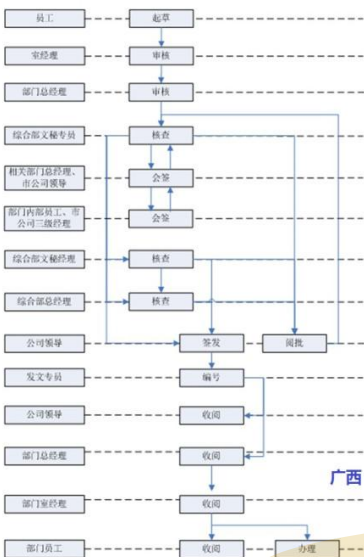 员工 起草
室经理 审核
部门总经理 审核
综合部文秘专员 核查
相关部门总经理、
市公司领导
会签
部门内部员工、市
公司三级经理
会签
综合部文秘经理 核查
综合部总经理 核查
公司领导 签发 阅批
发文专员 编号
公司领导 收阅
部门总经理 收阅
广西
部门室经理 收阅
部门员工 收阅 办理